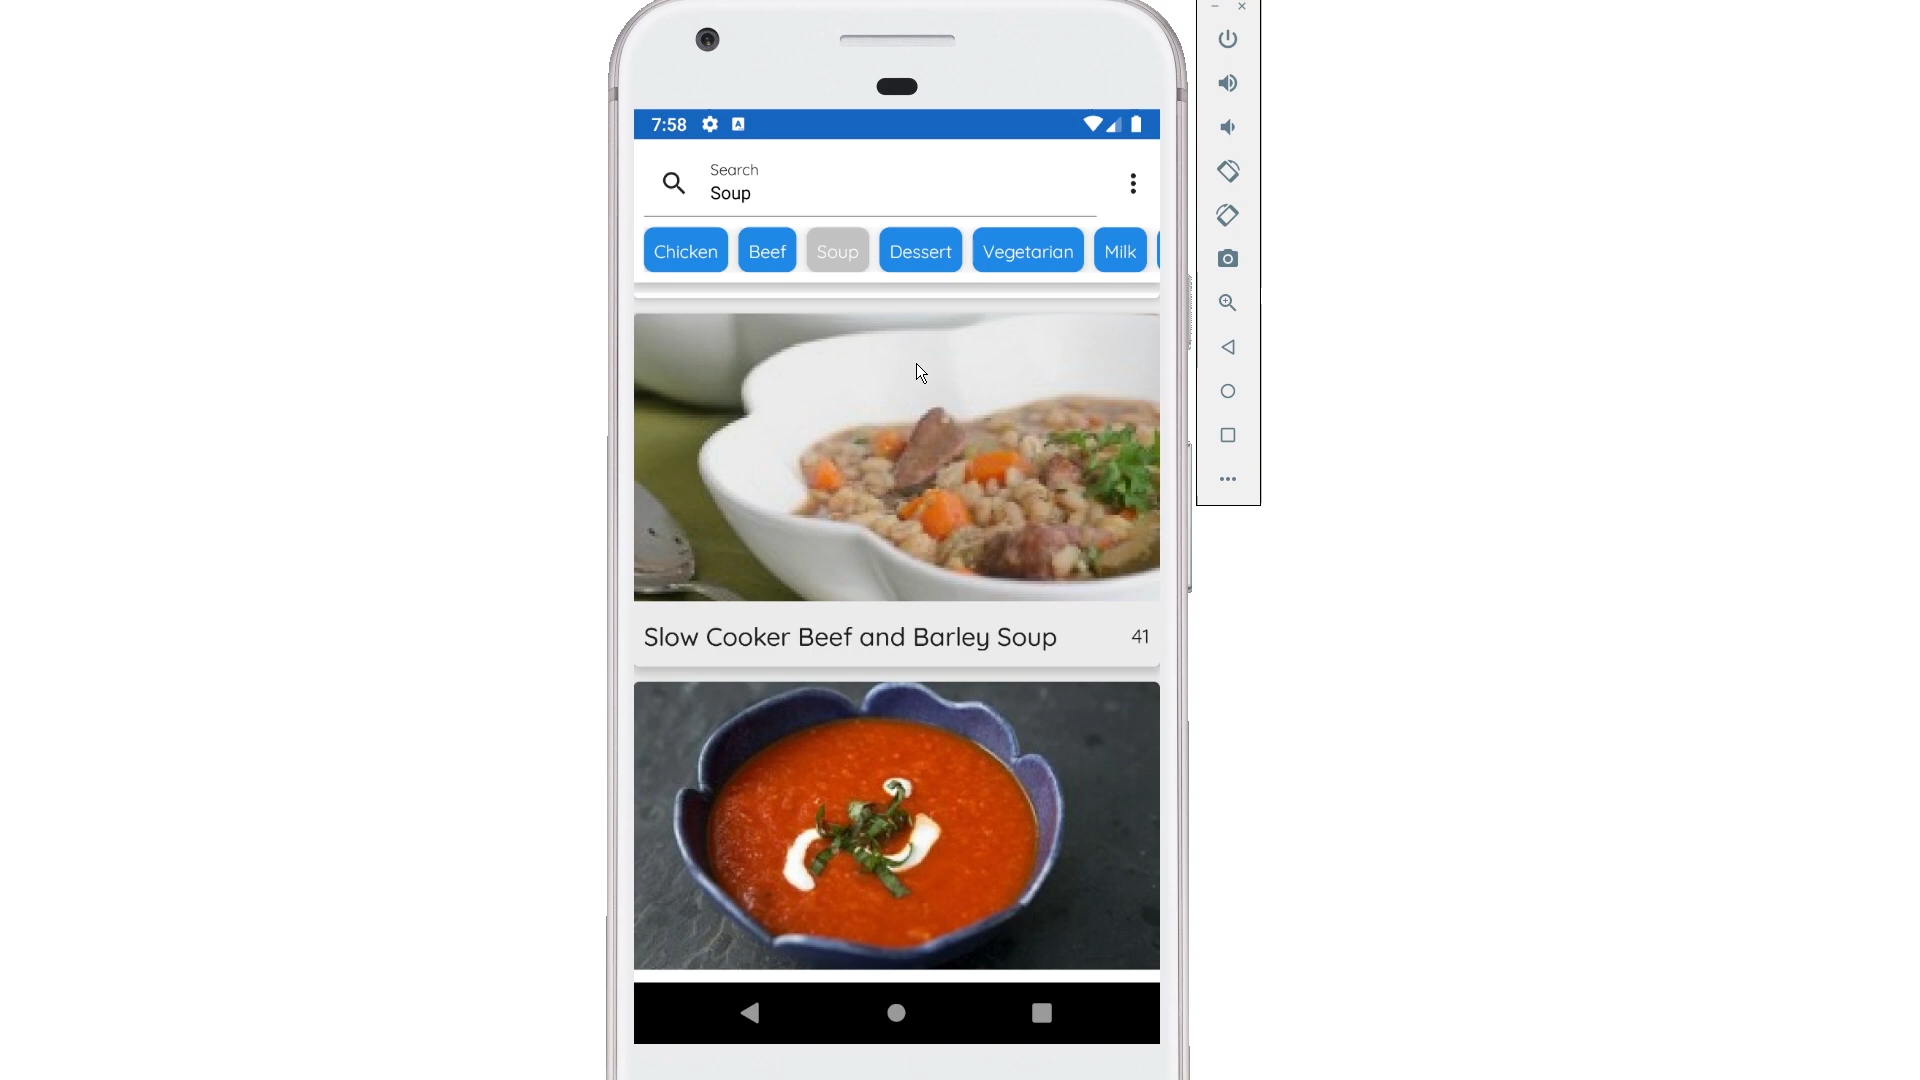 7:58
Search
Soup
Chicken Beef Soup Dessert Vegetarian Milk
Slow Cooker Beef and Barley Soup 41